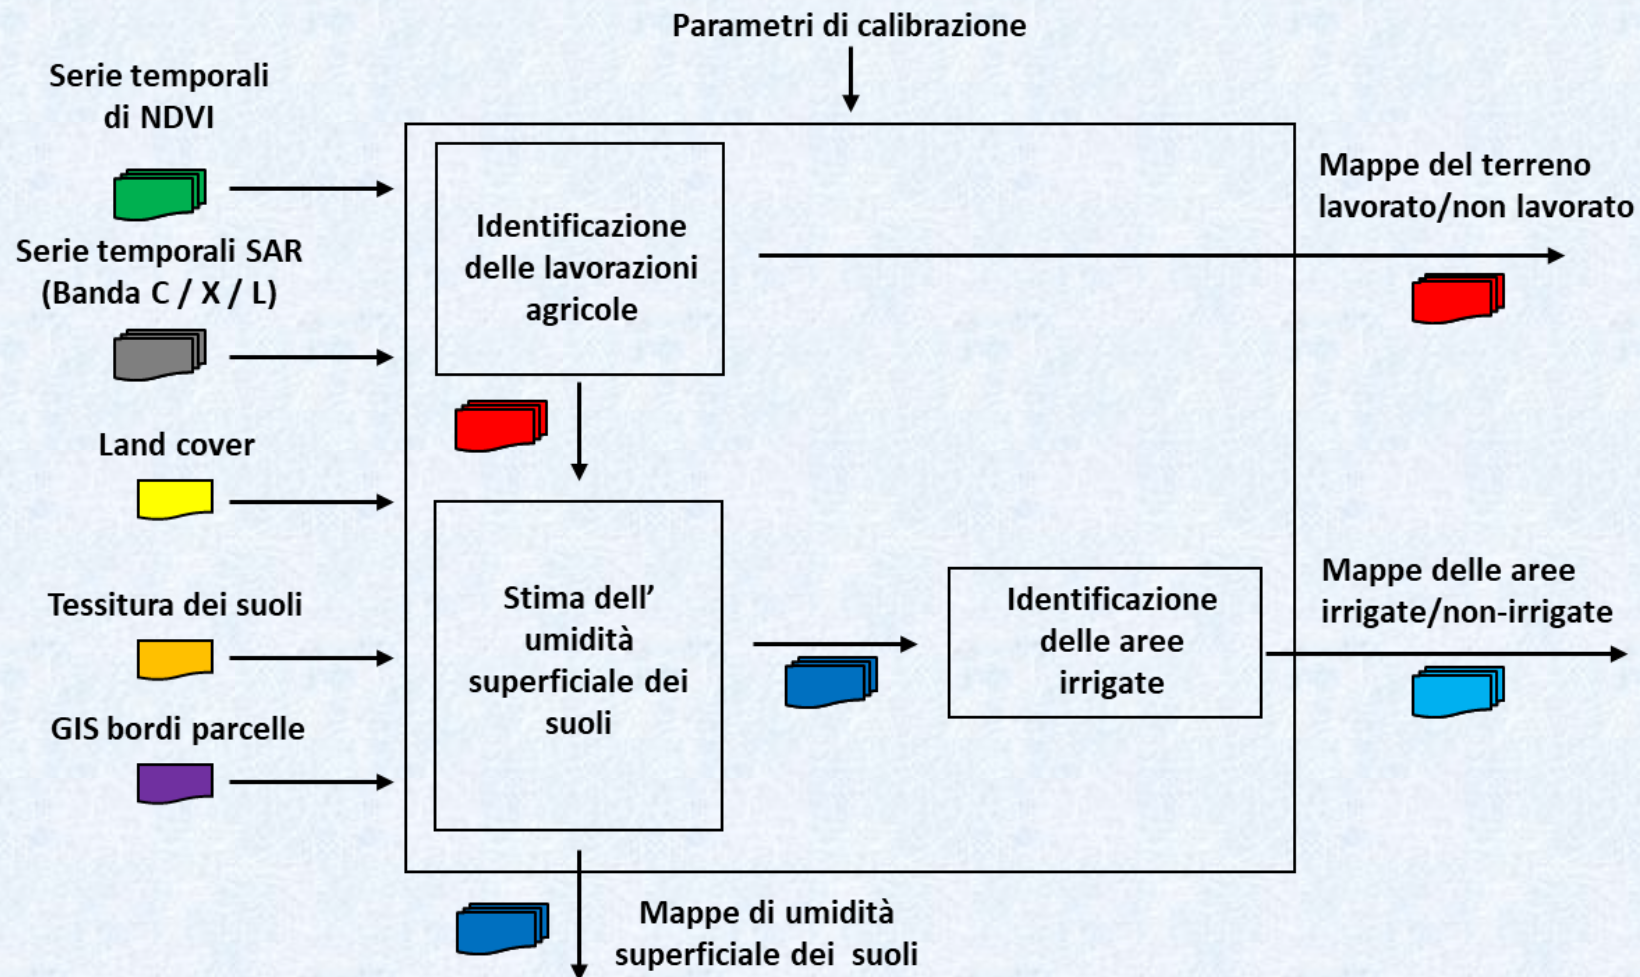 Parametri di calibrazione
Serie temporali
di NDVI
Serie temporali SAR
(Banda C / X / L)
Land cover
Tessitura dei suoli
GIS bordi parcelle
Identificazione
delle lavorazioni
agricole
Stima dell’
umidità
superficiale dei
suoli
Identificazione
delle aree
irrigate
Mappe del terreno
lavorato/non lavorato
Mappe delle aree
irrigate/non-irrigate
Mappe di umidità
superficiale dei suoli